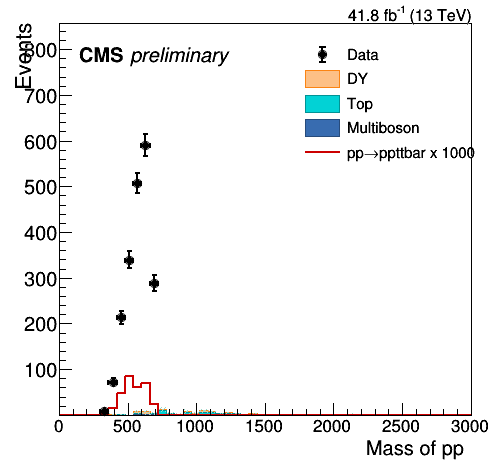 41.8 fb⁻¹ (13 TeV)
Events
CMS preliminary
Data
DY
Top
Multiboson
pp→ppttbar x 1000
800
700
600
500
400
300
200
100
0 500 1000 1500 2000 2500 3000
Mass of pp